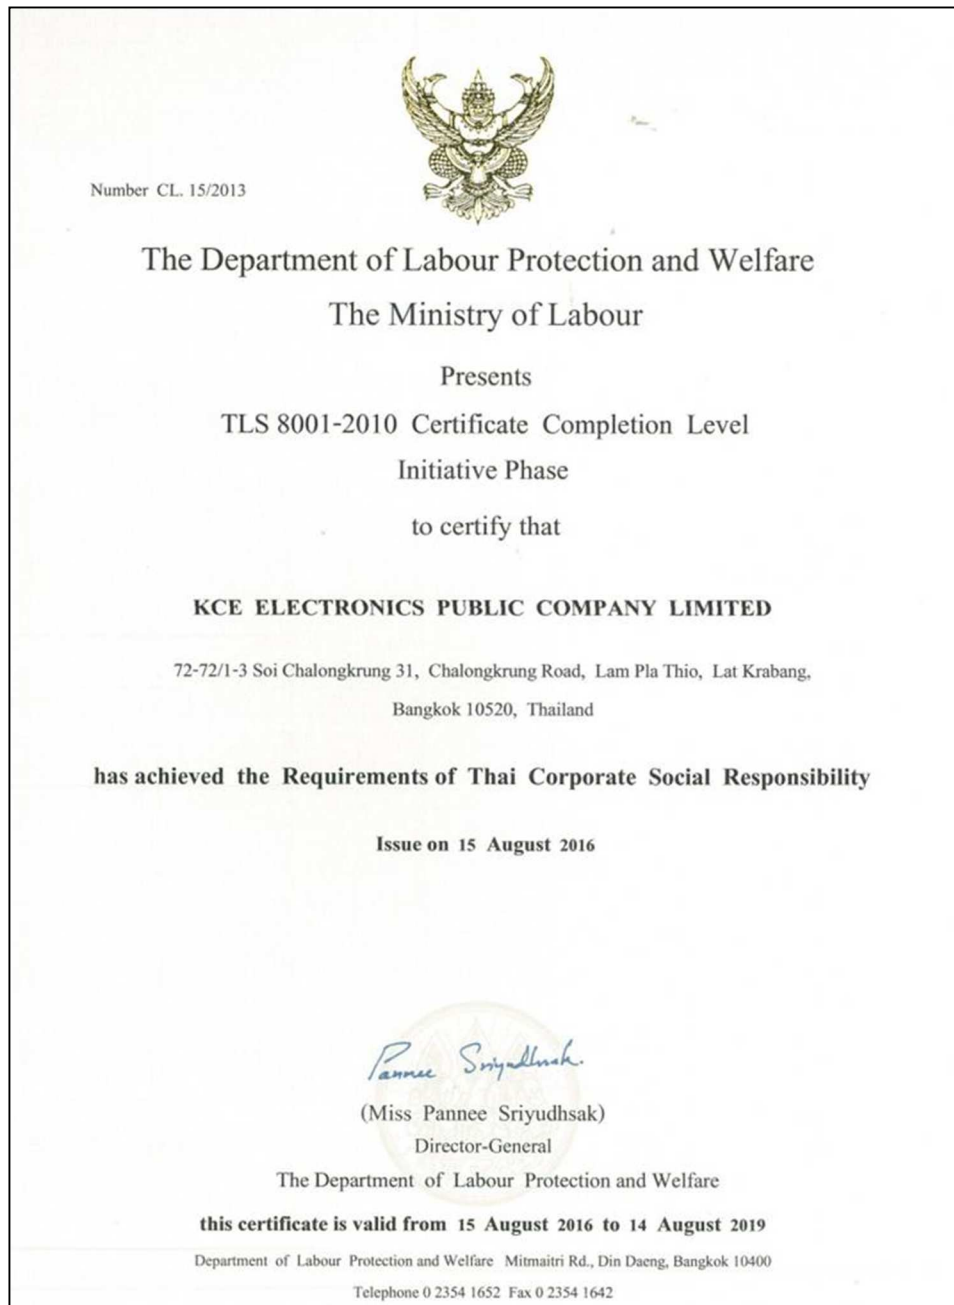 Number CL. 15/2013
The Department of Labour Protection and Welfare
The Ministry of Labour
Presents
TLS 8001-2010 Certificate Completion Level
Initiative Phase
to certify that
KCE ELECTRONICS PUBLIC COMPANY LIMITED
72-72/1-3 Soi Chalongkrung 31, Chalongkrung Road, Lam Pla Thio, Lat Krabang,
Bangkok 10520, Thailand
has achieved the Requirements of Thai Corporate Social Responsibility
Issue on 15 August 2016
Pannee Sriyudhsak.
(Miss Pannee Sriyudhsak)
Director-General
The Department of Labour Protection and Welfare
this certificate is valid from 15 August 2016 to 14 August 2019
Department of Labour Protection and Welfare Mitmaitri Rd., Din Daeng, Bangkok 10400
Telephone 0 2354 1652 Fax 0 2354 1642